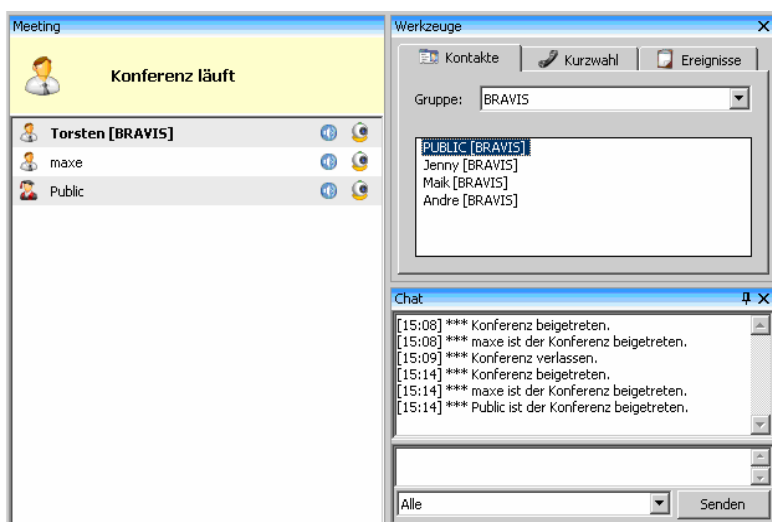 Meeting
Konferenz läuft
Torsten [BRAVIS]
maxe
Public
Werkzeuge
Kontakte
Kurzwahl
Ereignisse
Gruppe:
BRAVIS
PUBLIC [BRAVIS]
Jenny [BRAVIS]
Maik [BRAVIS]
Andre [BRAVIS]
Chat
[15:08] *** Konferenz beigetreten.
[15:08] *** maxe ist der Konferenz beigetreten.
[15:09] *** Konferenz verlassen.
[15:14] *** Konferenz beigetreten.
[15:14] *** maxe ist der Konferenz beigetreten.
[15:14] *** Public ist der Konferenz beigetreten.
Alle
Senden